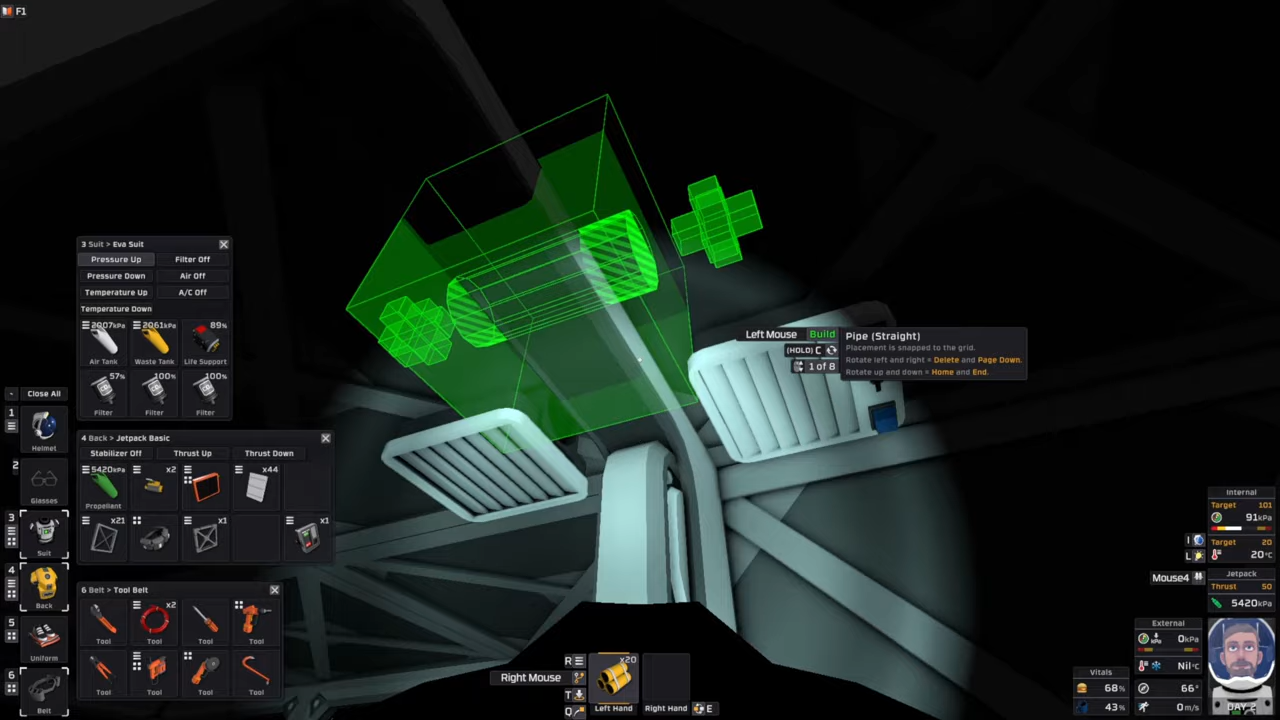 F1
3 Suit > Eva Suit
Pressure Up
Filter Off
Pressure Down
Air Off
Temperature Up
A/C Off
Temperature Down
2007kPa
2061kPa
89%
Air Tank
Waste Tank
Life Support
57%
100%
100%
Filter
Filter
Filter
Close All
1
Helmet
2
Glasses
3
Suit
4
Back
5
Uniform
6
Belt
4 Back > Jetpack Basic
Stabilizer Off
Thrust Up
Thrust Down
5420kPa
x2
x44
Propellant
x21
x1
x1
6 Belt > Tool Belt
x2
Tool
Tool
Tool
Tool
Tool
Tool
Tool
Tool
Left Mouse
Build
(HOLD) C
1 of 8
Pipe (Straight)
Placement is snapped to the grid.
Rotate left and right = Delete and Page Down.
Rotate up and down = Home and End.
Right Mouse
R
T
Q
x20
Left Hand
Right Hand
E
Internal
Target 101
91kPa
Target 20
20°C
I
L
Mouse4
Jetpack
Thrust 50
5420kPa
External
0kPa
Nil°C
66°
0m/s
Vitals
68%
43%
DAY 2